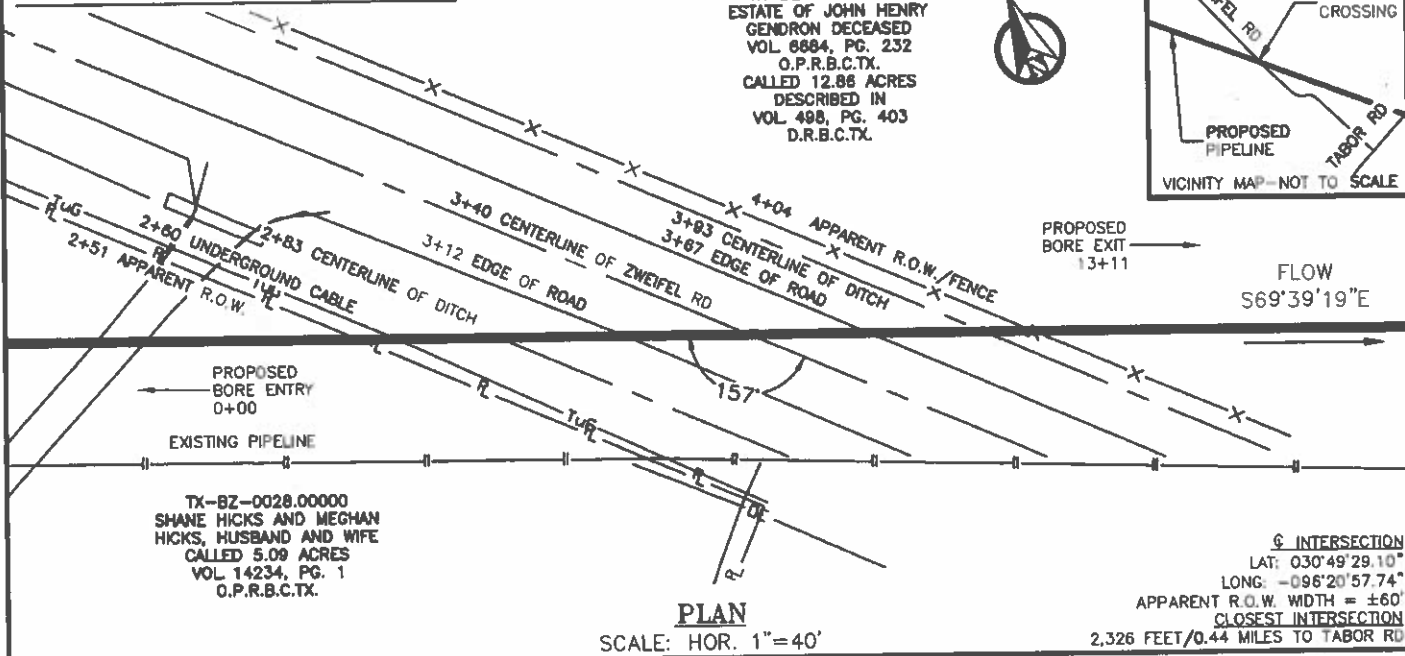 ESTATE OF JOHN HENRY
GENDRON DECEASED
VOL. 6684, PG. 232
O.P.R.B.C.TX.
CALLED 12.86 ACRES
DESCRIBED IN
VOL. 498, PG. 403
D.R.B.C.TX.
N
RD
CROSSING
PROPOSED
PIPELINE
TABOR RD
VICINITY MAP-NOT TO SCALE
4+04 APPARENT R.O.W./FENCE
3+93 CENTERLINE OF DITCH
3+67 EDGE OF ROAD
3+40 CENTERLINE OF ZWEIFEL RD
3+12 EDGE OF ROAD
2+83 CENTERLINE OF DITCH
2+60 UNDERGROUND CABLE
2+51 APPARENT R.O.W.
TuG
TuG
PROPOSED
BORE EXIT
13+11
FLOW
S69°39'19"E
157°
PROPOSED
BORE ENTRY
0+00
EXISTING PIPELINE
TX-BZ-0028.00000
SHANE HICKS AND MEGHAN
HICKS, HUSBAND AND WIFE
CALLED 5.09 ACRES
VOL. 14234, PG. 1
O.P.R.B.C.TX.
PLAN
SCALE: HOR. 1"=40'
℄ INTERSECTION
LAT: 030°49'29.10"
LONG: -096°20'57.74"
APPARENT R.O.W. WIDTH = ±60'
CLOSEST INTERSECTION
2,326 FEET/0.44 MILES TO TABOR RD